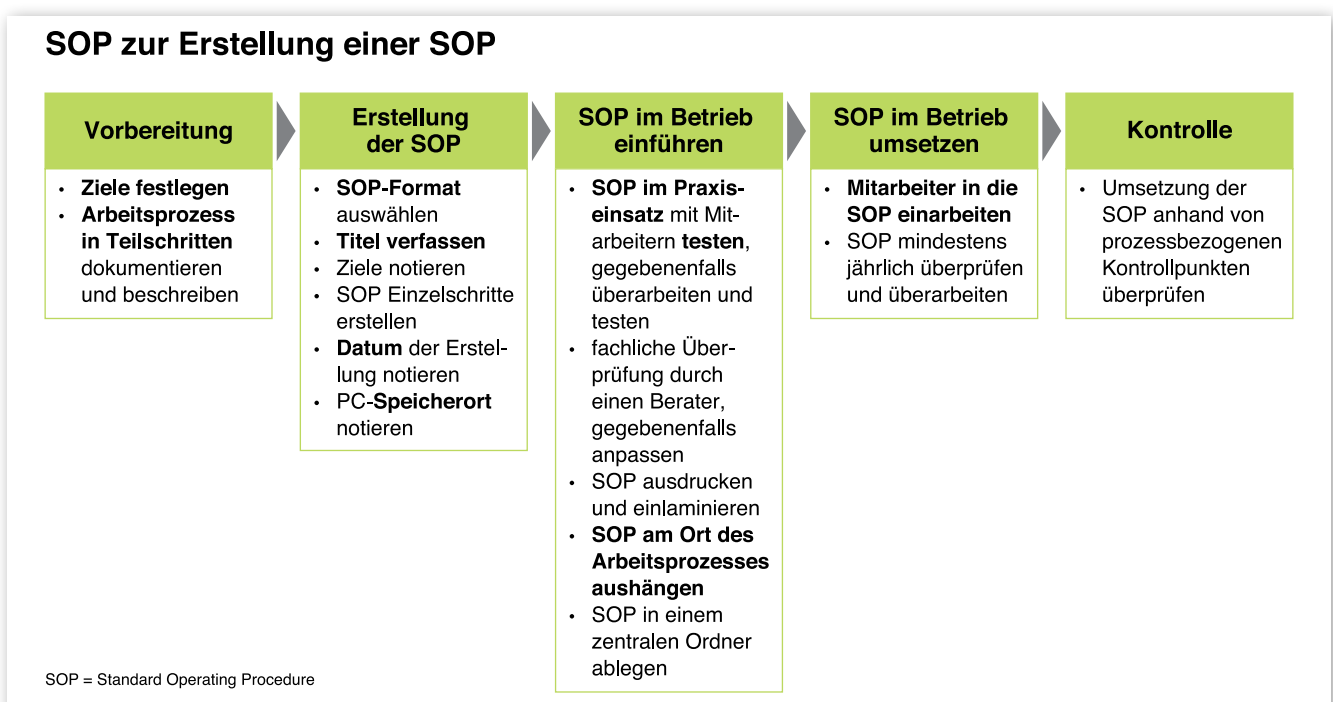 SOP zur Erstellung einer SOP
Vorbereitung
• Ziele festlegen
• Arbeitsprozess
in Teilschritten
dokumentieren
und beschreiben
Erstellung
der SOP
• SOP-Format
auswählen
• Titel verfassen
• Ziele notieren
• SOP Einzelschritte
erstellen
• Datum der Erstel-
lung notieren
• PC-Speicherort
notieren
SOP im Betrieb
einführen
• SOP im Praxis-
einsatz mit Mit-
arbeitern testen,
gegebenenfalls
überarbeiten und
testen
• fachliche Über-
prüfung durch
einen Berater,
gegebenenfalls
anpassen
• SOP ausdrucken
und einlaminieren
• SOP am Ort des
Arbeitsprozesses
aushängen
• SOP in einem
zentralen Ordner
ablegen
SOP im Betrieb
umsetzen
• Mitarbeiter in die
SOP einarbeiten
• SOP mindestens
jährlich überprüfen
und überarbeiten
Kontrolle
• Umsetzung der
SOP anhand von
prozessbezogenen
Kontrollpunkten
überprüfen
SOP = Standard Operating Procedure